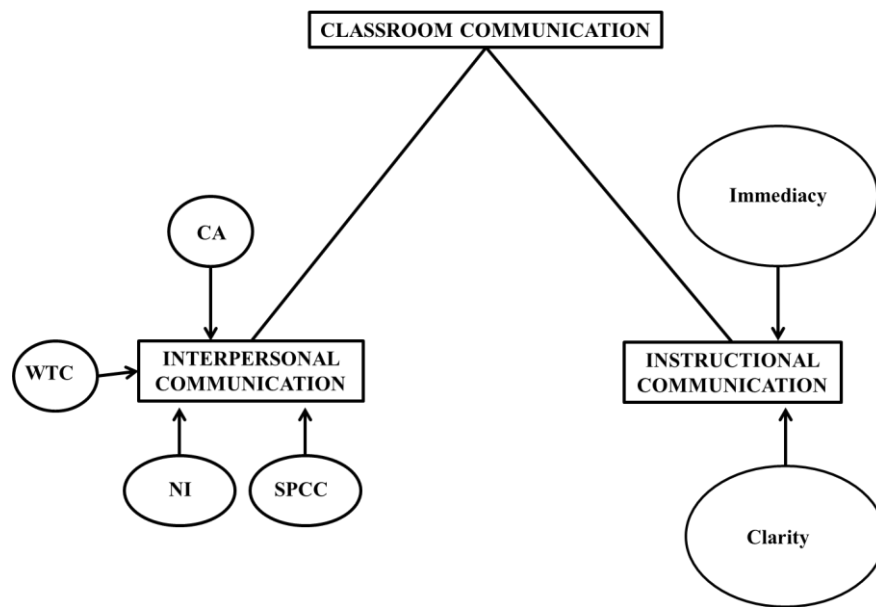 CLASSROOM COMMUNICATION
Immediacy
CA
INTERPERSONAL
COMMUNICATION
INSTRUCTIONAL
COMMUNICATION
WTC
NI
SPCC
Clarity